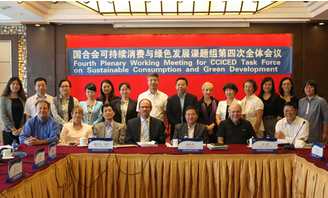 国合会可持续消费与绿色发展课题组第四次全体会议
Fourth Plenary Working Meeting for CCICED Task Force
on Sustainable Consumption and Green Development